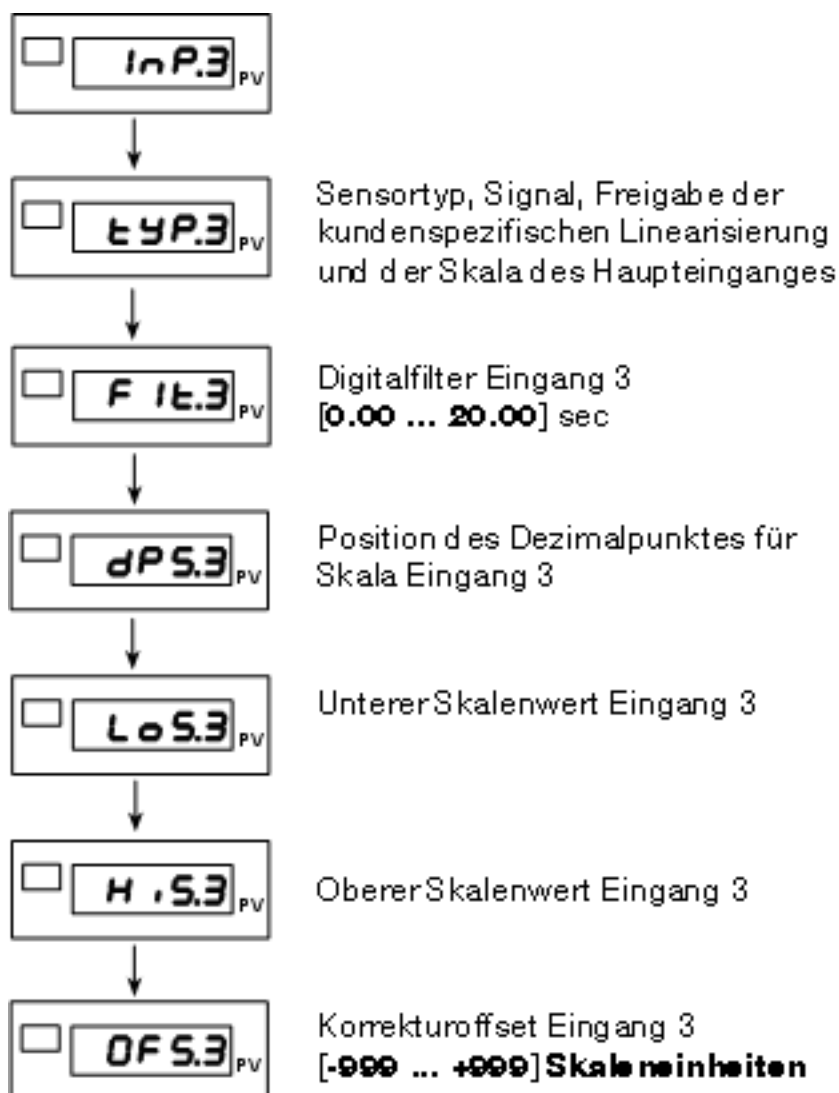 InP.3 PV
tYP.3 PV
Sensortyp, Signal, Freigabe der
kundenspezifischen Linearisierung
und der Skala des Haupteinganges
FIt.3 PV
Digitalfilter Eingang 3
[0.00 ... 20.00] sec
dPS.3 PV
Position des Dezimalpunktes für
Skala Eingang 3
LoS.3 PV
Unterer Skalenwert Eingang 3
HiS.3 PV
Oberer Skalenwert Eingang 3
OFS.3 PV
Korrekturoffset Eingang 3
[-999 ... +999] Skaleneinheiten